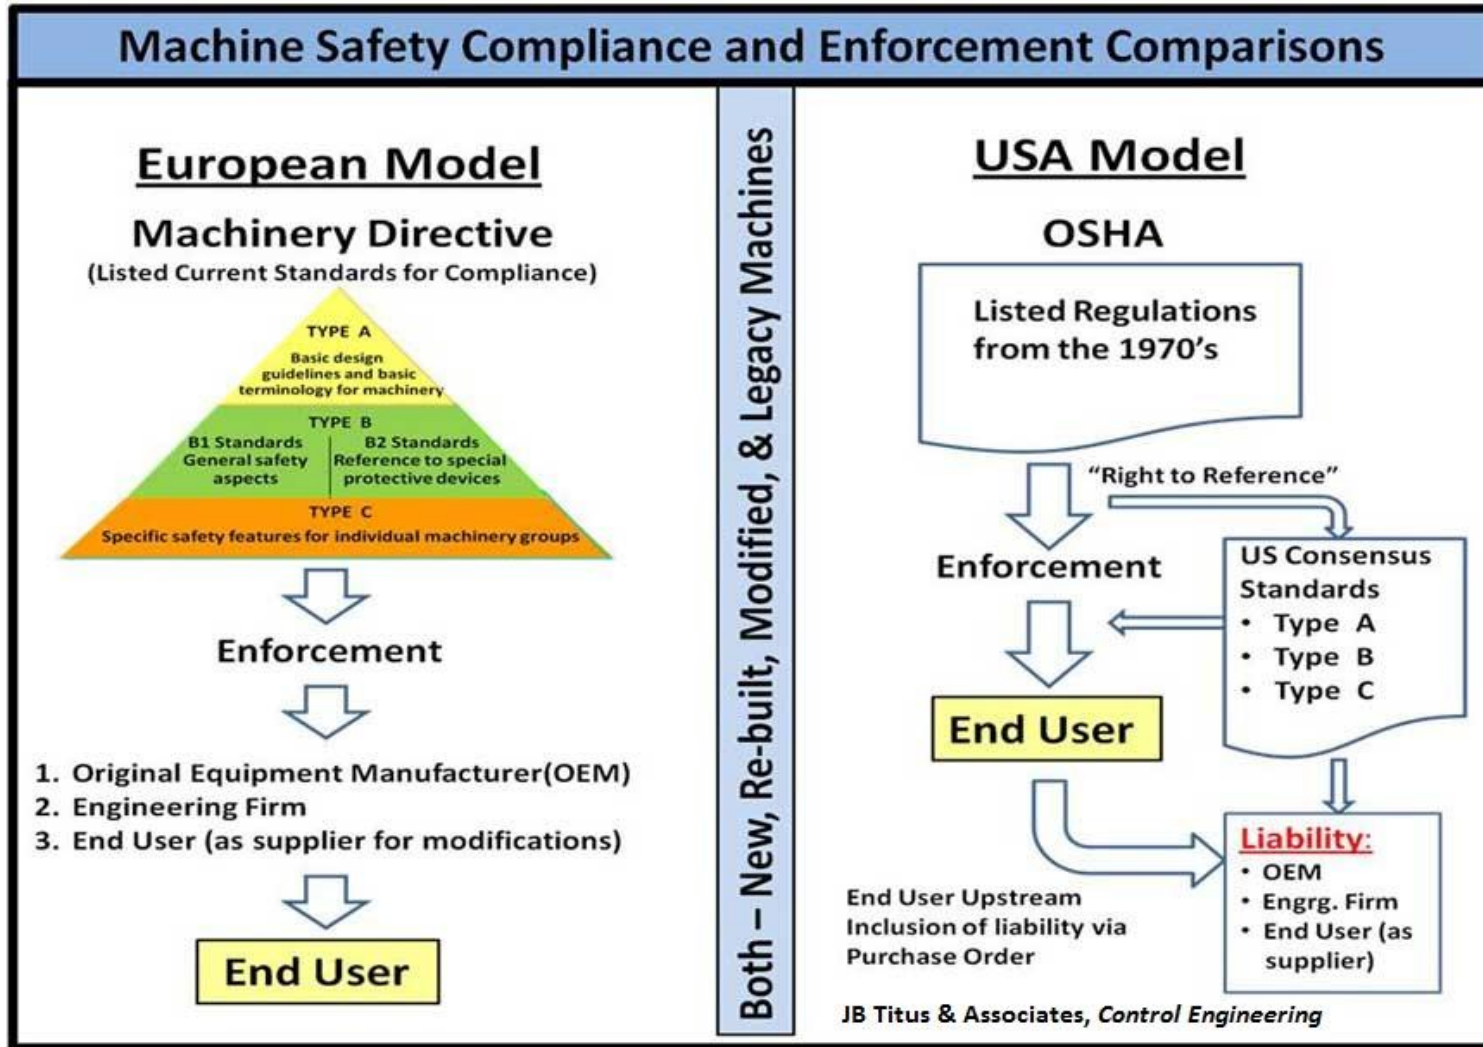 Machine Safety Compliance and Enforcement Comparisons
European Model
Machinery Directive
(Listed Current Standards for Compliance)
TYPE A
Basic design
guidelines and basic
terminology for machinery
TYPE B
B1 Standards
General safety
aspects
B2 Standards
Reference to special
protective devices
TYPE C
Specific safety features for individual machinery groups
Enforcement
1. Original Equipment Manufacturer(OEM)
2. Engineering Firm
3. End User (as supplier for modifications)
End User
Both – New, Re-built, Modified, & Legacy Machines
USA Model
OSHA
Listed Regulations
from the 1970's
"Right to Reference"
Enforcement
US Consensus
Standards
• Type A
• Type B
• Type C
End User
End User Upstream
Inclusion of liability via
Purchase Order
Liability:
• OEM
• Engrg. Firm
• End User (as
supplier)
JB Titus & Associates, Control Engineering